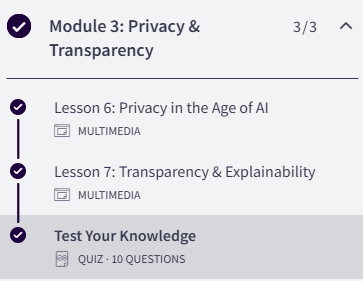 Module 3: Privacy & 3/3
Transparency
Lesson 6: Privacy in the Age of AI
MULTIMEDIA
Lesson 7: Transparency & Explainability
MULTIMEDIA
Test Your Knowledge
QUIZ · 10 QUESTIONS